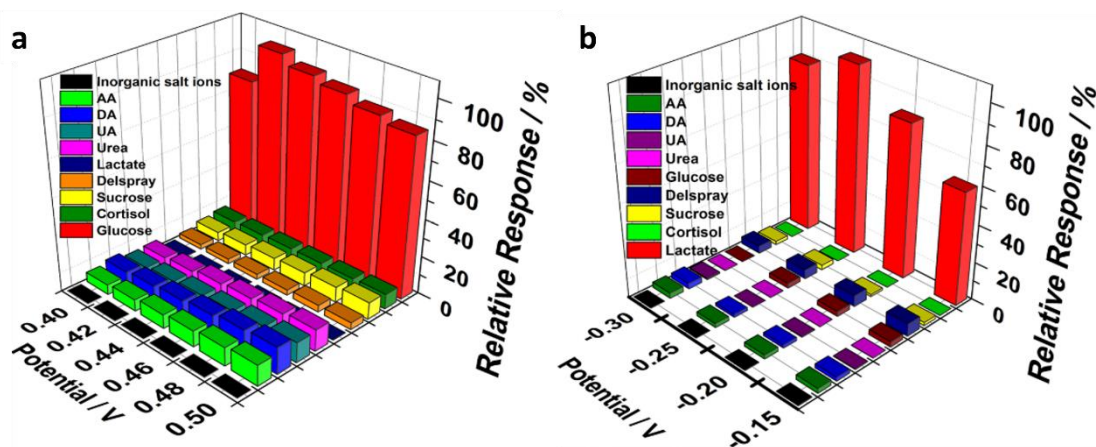 a
Inorganic salt ions
AA
DA
UA
Urea
Lactate
Delspray
Sucrose
Cortisol
Glucose
100
80
60
40
20
0
Relative Response / %
0.40
0.42
0.44
0.46
0.48
0.50
Potential / V
b
Inorganic salt ions
AA
DA
UA
Urea
Glucose
Delspray
Sucrose
Cortisol
Lactate
100
80
60
40
20
0
Relative Response / %
-0.30
-0.25
-0.20
-0.15
Potential / V